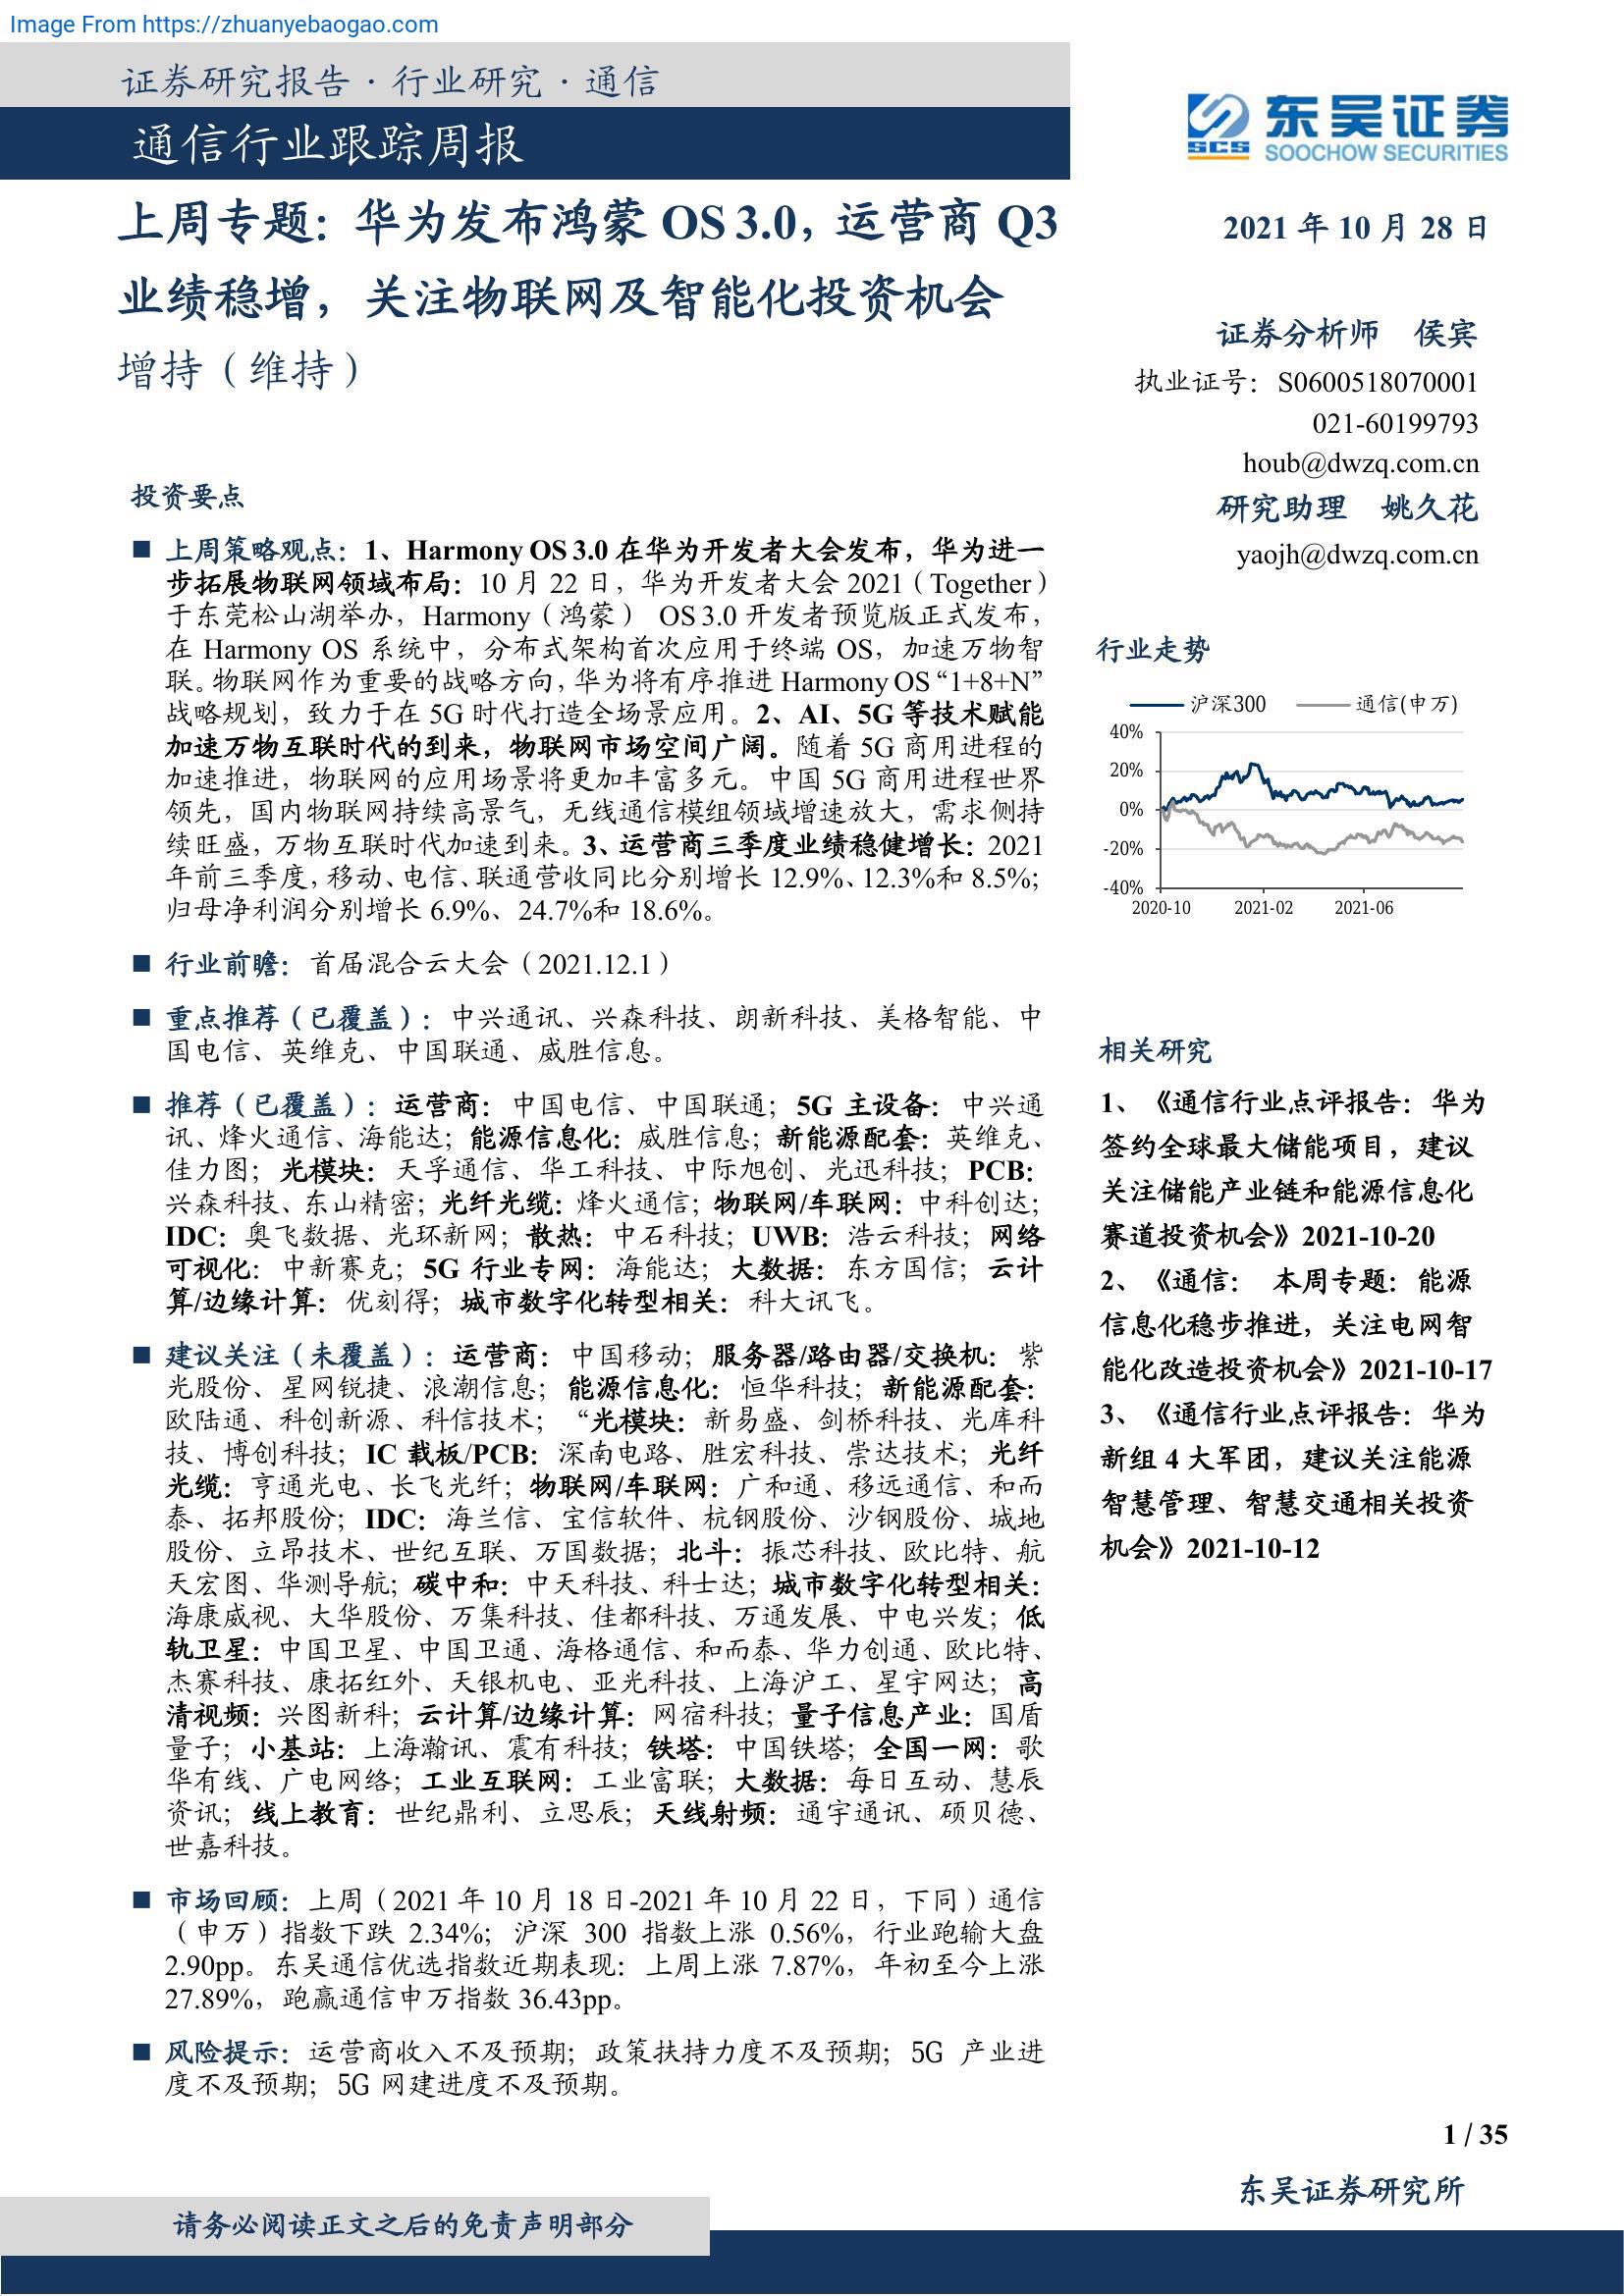 Image From https://zhuanyebaogao.com
证券研究报告·行业研究·通信
通信行业跟踪周报
东吴证券
SCS
SOOCHOW SECURITIES
上周专题：华为发布鸿蒙 OS 3.0，运营商 Q3
业绩稳增，关注物联网及智能化投资机会
增持（维持）
2021 年 10 月 28 日
证券分析师 侯宾
执业证号：S0600518070001
021-60199793
houb@dwzq.com.cn
研究助理 姚久花
yaojh@dwzq.com.cn
投资要点
■ 上周策略观点：1、Harmony OS 3.0 在华为开发者大会发布，华为进一
步拓展物联网领域布局：10 月 22 日，华为开发者大会 2021（Together）
于东莞松山湖举办，Harmony（鸿蒙） OS 3.0 开发者预览版正式发布，
在 Harmony OS 系统中，分布式架构首次应用于终端 OS，加速万物智
联。物联网作为重要的战略方向，华为将有序推进 Harmony OS “1+8+N”
战略规划，致力于在 5G 时代打造全场景应用。2、AI、5G 等技术赋能
加速万物互联时代的到来，物联网市场空间广阔。随着 5G 商用进程的
加速推进，物联网的应用场景将更加丰富多元。中国 5G 商用进程世界
领先，国内物联网持续高景气，无线通信模组领域增速放大，需求侧持
续旺盛，万物互联时代加速到来。3、运营商三季度业绩稳健增长：2021
年前三季度，移动、电信、联通营收同比分别增长 12.9%、12.3%和 8.5%；
归母净利润分别增长 6.9%、24.7%和 18.6%。
■ 行业前瞻：首届混合云大会（2021.12.1）
■ 重点推荐（已覆盖）：中兴通讯、兴森科技、朗新科技、美格智能、中
国电信、英维克、中国联通、威胜信息。
■ 推荐（已覆盖）：运营商：中国电信、中国联通；5G 主设备：中兴通
讯、烽火通信、海能达；能源信息化：威胜信息；新能源配套：英维克、
佳力图；光模块：天孚通信、华工科技、中际旭创、光迅科技；PCB：
兴森科技、东山精密；光纤光缆：烽火通信；物联网/车联网：中科创达；
IDC：奥飞数据、光环新网；散热：中石科技；UWB：浩云科技；网络
可视化：中新赛克；5G 行业专网：海能达；大数据：东方国信；云计
算/边缘计算：优刻得；城市数字化转型相关：科大讯飞。
■ 建议关注（未覆盖）：运营商：中国移动；服务器/路由器/交换机：紫
光股份、星网锐捷、浪潮信息；能源信息化：恒华科技；新能源配套：
欧陆通、科创新源、科信技术；“光模块：新易盛、剑桥科技、光库科
技、博创科技；IC 载板/PCB：深南电路、胜宏科技、崇达技术；光纤
光缆：亨通光电、长飞光纤；物联网/车联网：广和通、移远通信、和而
泰、拓邦股份；IDC：海兰信、宝信软件、杭钢股份、沙钢股份、城地
股份、立昂技术、世纪互联、万国数据；北斗：振芯科技、欧比特、航
天宏图、华测导航；碳中和：中天科技、科士达；城市数字化转型相关：
海康威视、大华股份、万集科技、佳都科技、万通发展、中电兴发；低
轨卫星：中国卫星、中国卫通、海格通信、和而泰、华力创通、欧比特、
杰赛科技、康拓红外、天银机电、亚光科技、上海沪工、星宇网达；高
清视频：兴图新科；云计算/边缘计算：网宿科技；量子信息产业：国盾
量子；小基站：上海瀚讯、震有科技；铁塔：中国铁塔；全国一网：歌
华有线、广电网络；工业互联网：工业富联；大数据：每日互动、慧辰
资讯；线上教育：世纪鼎利、立思辰；天线射频：通宇通讯、硕贝德、
世嘉科技。
■ 市场回顾：上周（2021 年 10 月 18 日-2021 年 10 月 22 日，下同）通信
（申万）指数下跌 2.34%；沪深 300 指数上涨 0.56%，行业跑输大盘
2.90pp。东吴通信优选指数近期表现：上周上涨 7.87%，年初至今上涨
27.89%，跑赢通信申万指数 36.43pp。
■ 风险提示：运营商收入不及预期；政策扶持力度不及预期；5G 产业进
度不及预期；5G 网建进度不及预期。
行业走势
沪深300 通信(申万)
40%
20%
0%
-20%
-40%
2020-10 2021-02 2021-06
相关研究
1、《通信行业点评报告：华为
签约全球最大储能项目，建议
关注储能产业链和能源信息化
赛道投资机会》2021-10-20
2、《通信： 本周专题：能源
信息化稳步推进，关注电网智
能化改造投资机会》2021-10-17
3、《通信行业点评报告：华为
新组 4 大军团，建议关注能源
智慧管理、智慧交通相关投资
机会》2021-10-12
1 / 35
东吴证券研究所
请务必阅读正文之后的免责声明部分